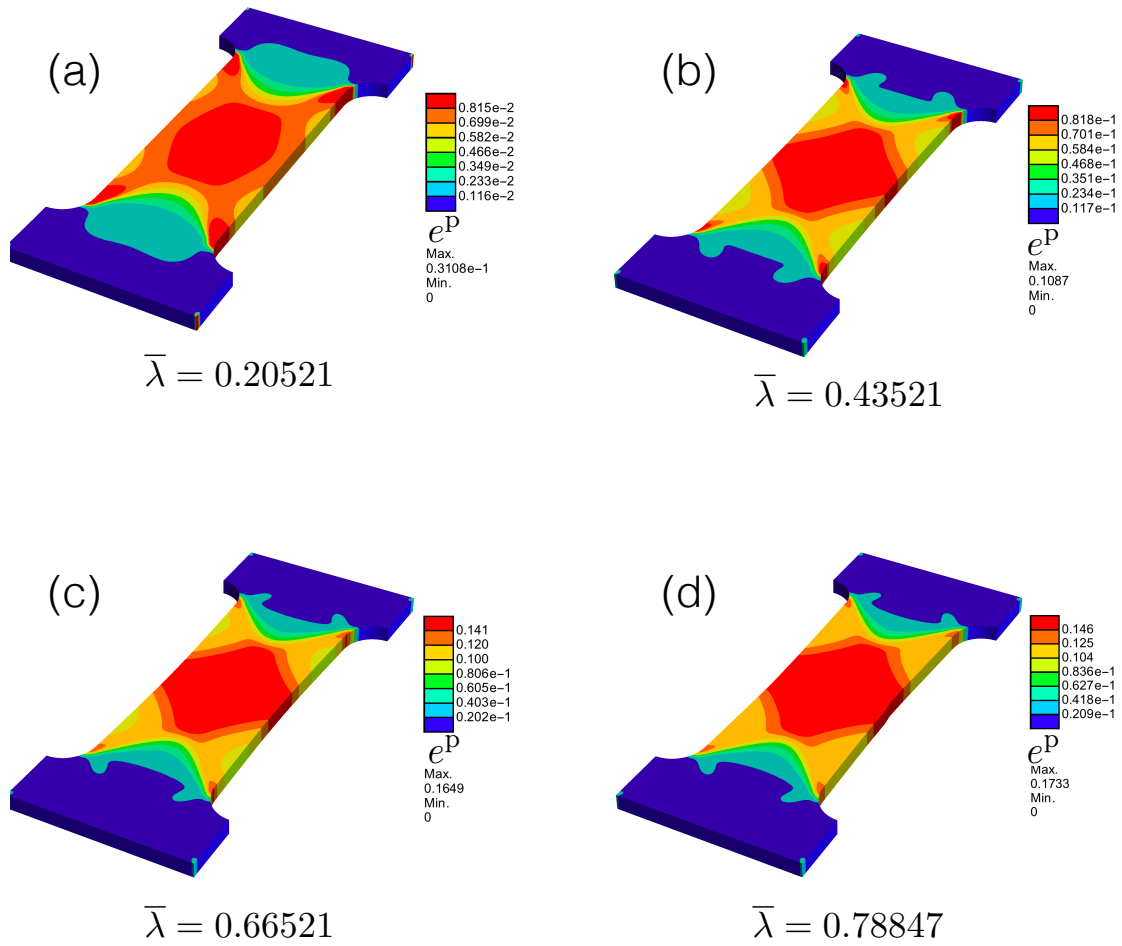 (a)
0.815e-2
0.699e-2
0.582e-2
0.466e-2
0.349e-2
0.233e-2
0.116e-2
e^p
Max.
0.3108e-1
Min.
0
λ̅ = 0.20521
(b)
0.818e-1
0.701e-1
0.584e-1
0.468e-1
0.351e-1
0.234e-1
0.117e-1
e^p
Max.
0.1087
Min.
0
λ̅ = 0.43521
(c)
0.141
0.120
0.100
0.806e-1
0.605e-1
0.403e-1
0.202e-1
e^p
Max.
0.1649
Min.
0
λ̅ = 0.66521
(d)
0.146
0.125
0.104
0.836e-1
0.627e-1
0.418e-1
0.209e-1
e^p
Max.
0.1733
Min.
0
λ̅ = 0.78847